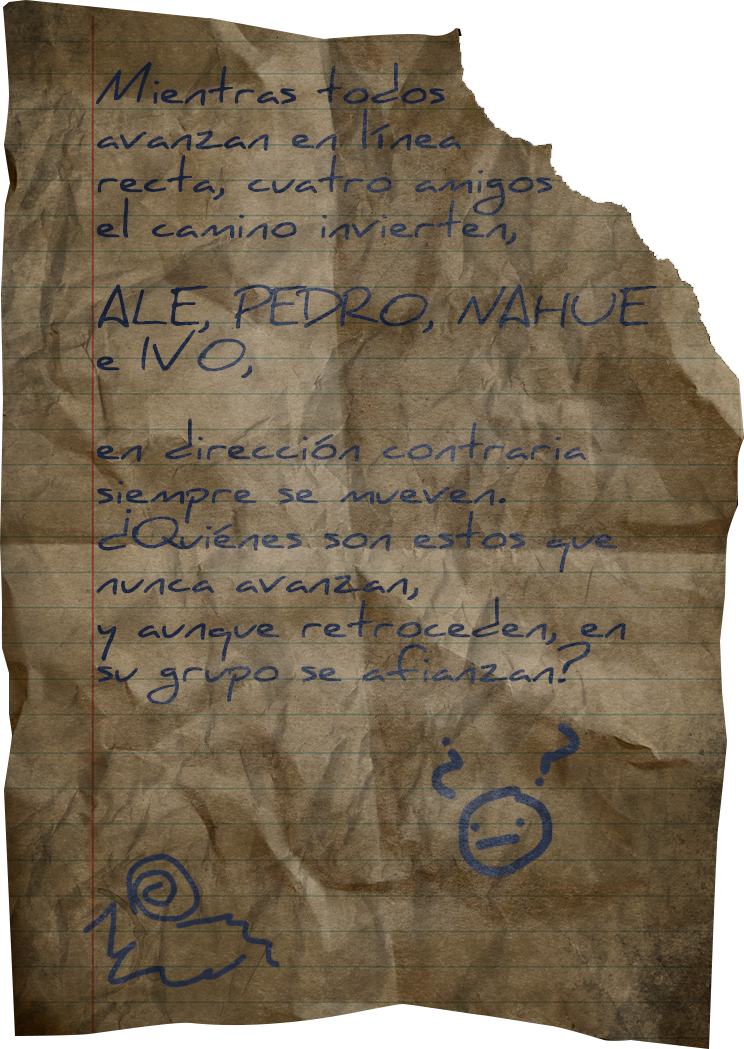 Mientras todos
avanzan en línea
recta, cuatro amigos
el camino invierten,
ALE, PEDRO, NAHUE
e IVO,
en dirección contraria
siempre se mueven.
¿Quiénes son estos que
nunca avanzan,
y aunque retroceden, en
su grupo se afianzan?
¿ ?